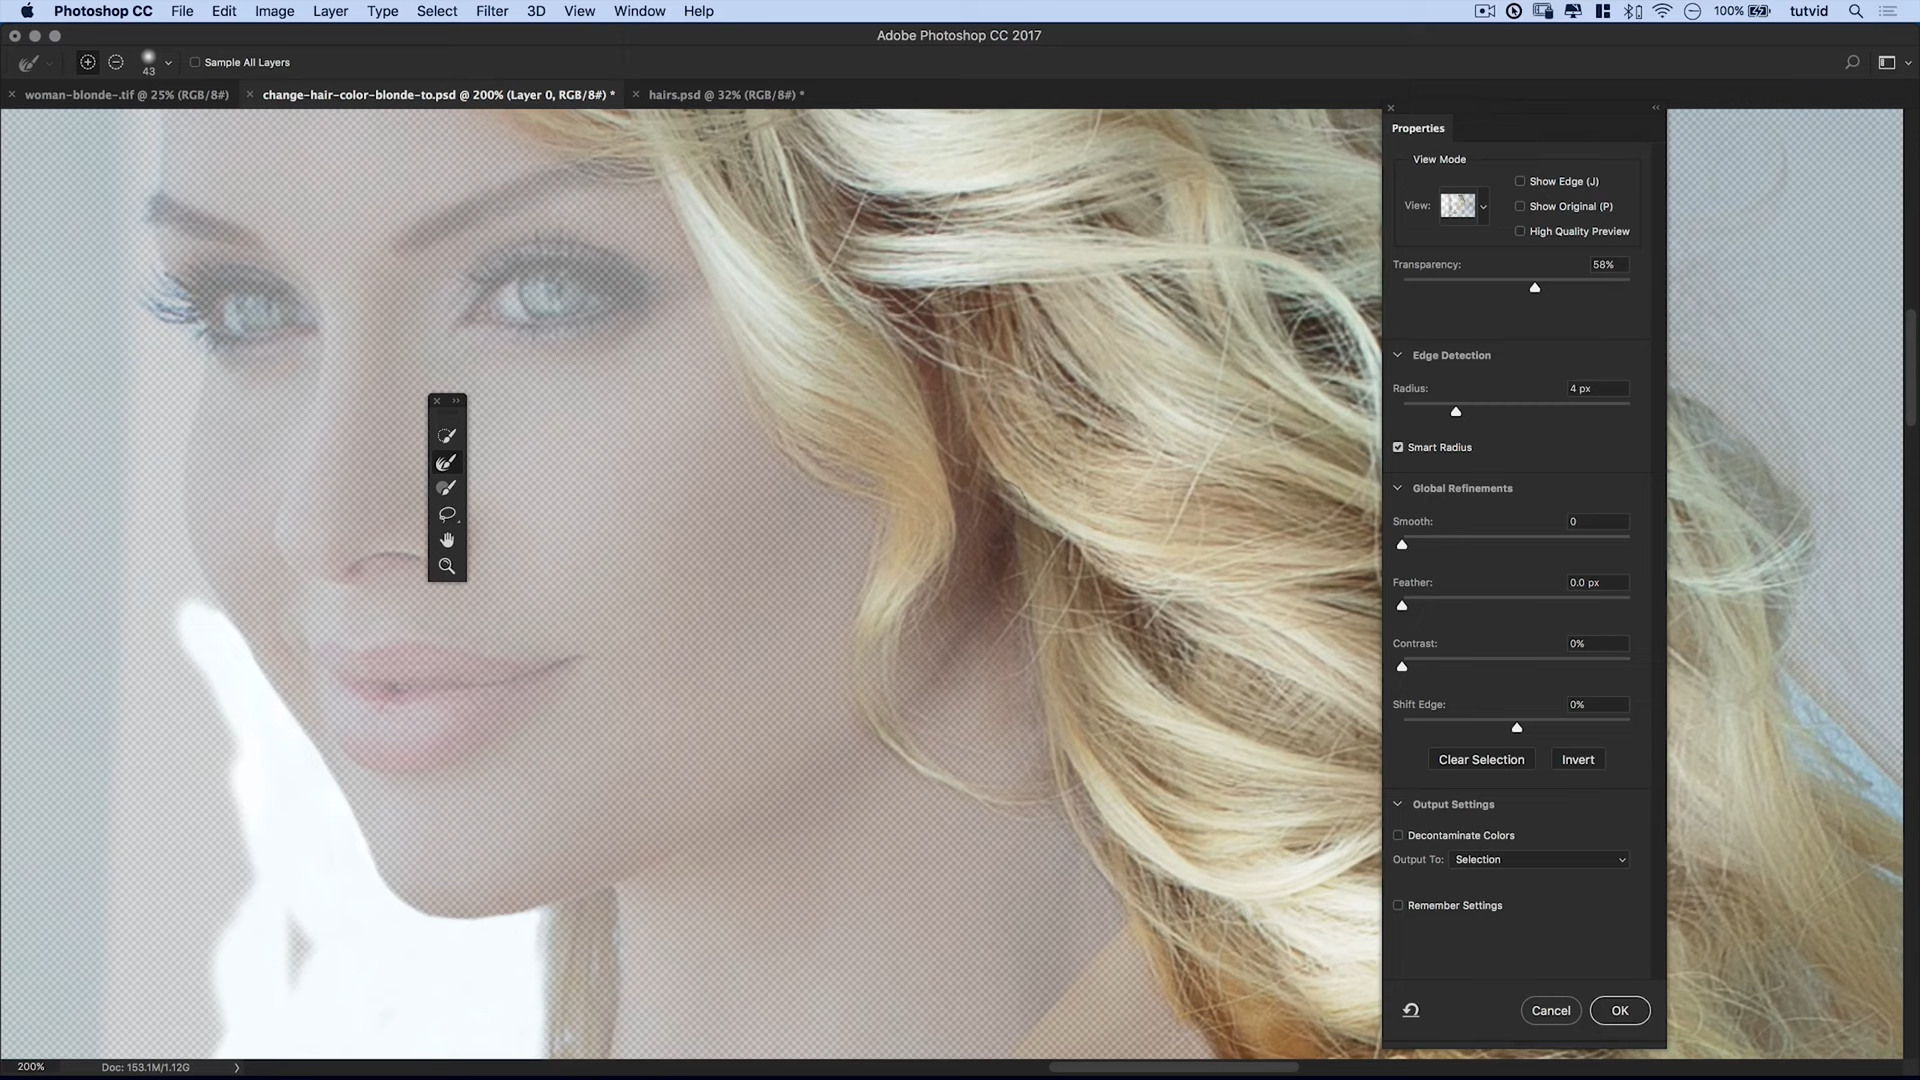 Photoshop CC File Edit Image Layer Type Select Filter 3D View Window Help 100% tutvid
Adobe Photoshop CC 2017
43 Sample All Layers
woman-blonde-.tif @ 25% (RGB/8#) change-hair-color-blonde-to.psd @ 200% (Layer 0, RGB/8#) * hairs.psd @ 32% (RGB/8#) *
Properties
View Mode
Show Edge (J)
View: Show Original (P)
High Quality Preview
Transparency: 58%
Edge Detection
Radius: 4 px
Smart Radius
Global Refinements
Smooth: 0
Feather: 0.0 px
Contrast: 0%
Shift Edge: 0%
Clear Selection Invert
Output Settings
Decontaminate Colors
Output To: Selection
Remember Settings
Cancel OK
200% Doc: 153.1M/1.12G